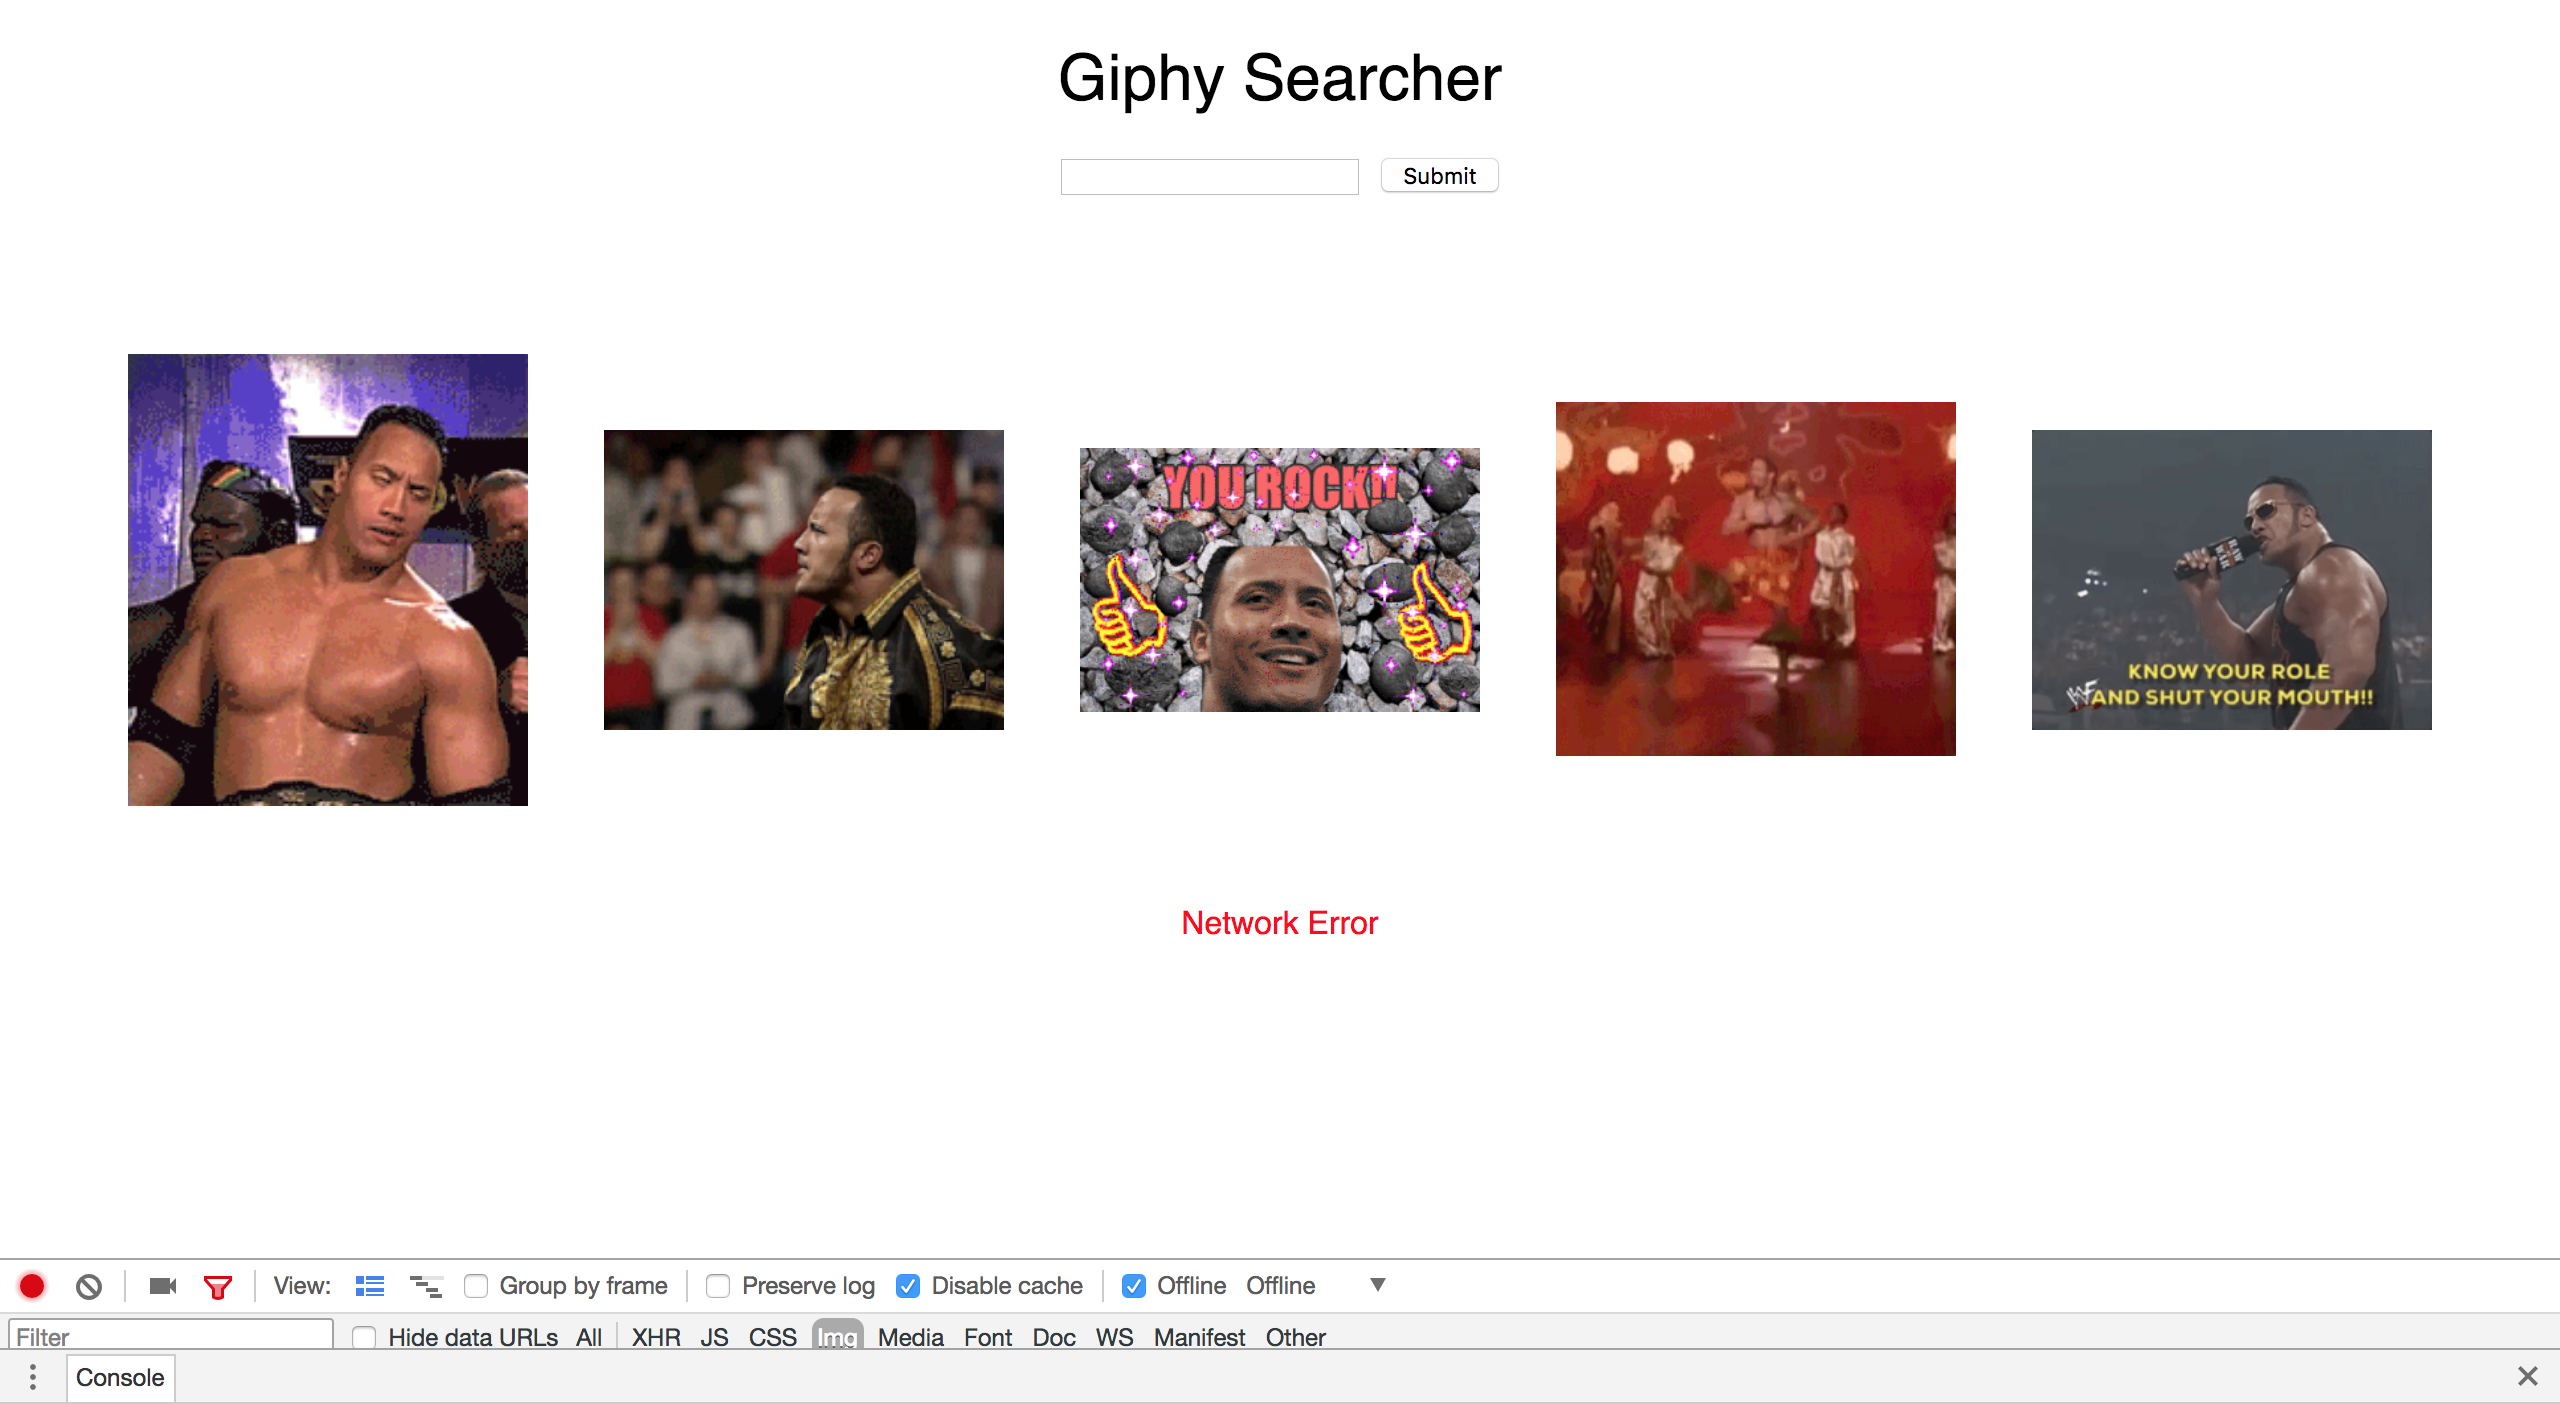 Giphy Searcher
Submit
YOU ROCK!!
KNOW YOUR ROLE
AND SHUT YOUR MOUTH!!
Network Error
View: Group by frame Preserve log Disable cache Offline Offline
Filter Hide data URLs All XHR JS CSS Img Media Font Doc WS Manifest Other
Console